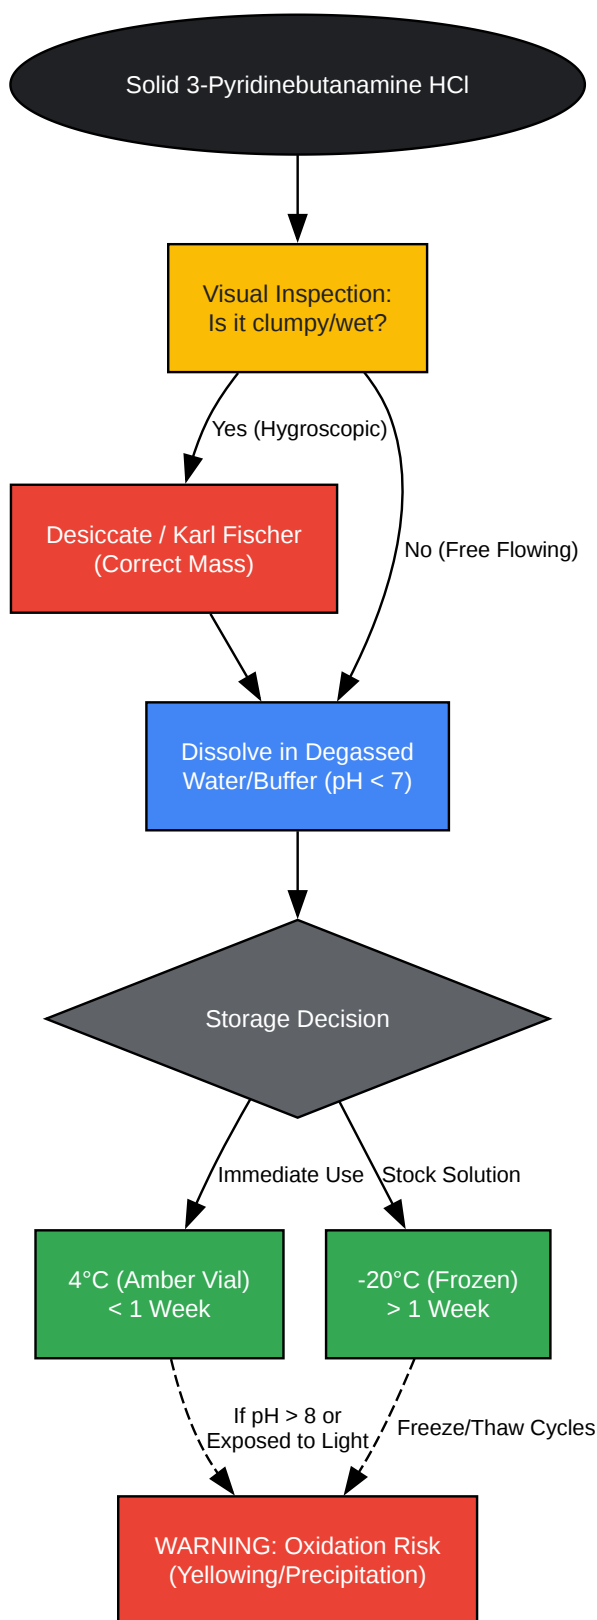 Solid 3-Pyridinebutanamine HCl
Visual Inspection:
Is it clumpy/wet?
Yes (Hygroscopic)
Desiccate / Karl Fischer
(Correct Mass)
No (Free Flowing)
Dissolve in Degassed
Water/Buffer (pH < 7)
Storage Decision
Immediate Use
Stock Solution
4°C (Amber Vial)
< 1 Week
-20°C (Frozen)
> 1 Week
If pH > 8 or
Exposed to Light
Freeze/Thaw Cycles
WARNING: Oxidation Risk
(Yellowing/Precipitation)